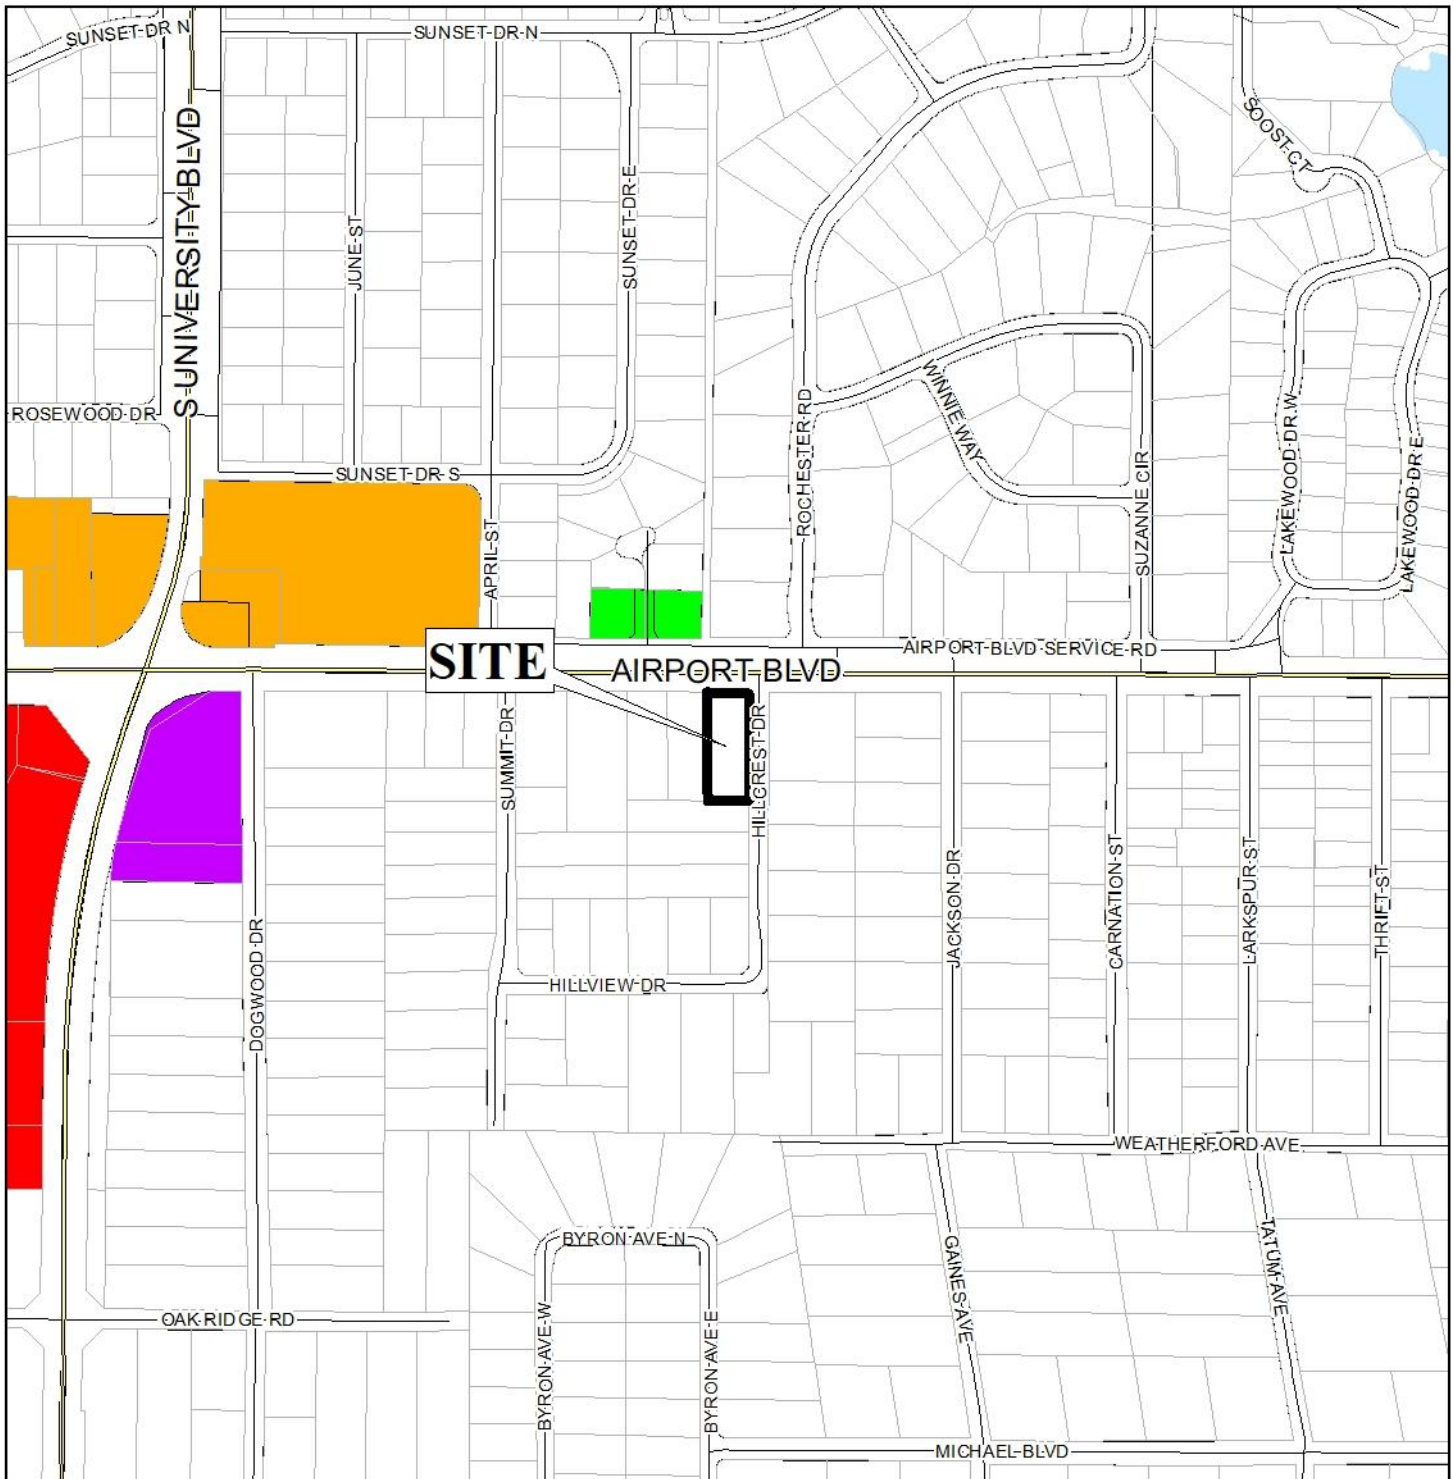 SUNSET DR N
SUNSET DR N
S UNIVERSITY BLVD
JUNE ST
SUNSET DR E
SOOST CT
ROSEWOOD DR
SUNSET DR S
APRIL ST
ROCHESTER RD
WINNIE WAY
SUZANNE CIR
LAKEWOOD DR W
LAKEWOOD DR E
AIRPORT BLVD SERVICE RD
SITE
AIRPORT BLVD
SUMMIT DR
HILLCREST DR
DOGWOOD DR
JACKSON DR
CARNATION ST
LARKSPUR ST
THRIFT ST
HILLVIEW DR
WEATHERFORD AVE
BYRON AVE N
GAINES AVE
TATUM AVE
OAK RIDGE RD
BYRON AVE W
BYRON AVE E
MICHAEL BLVD